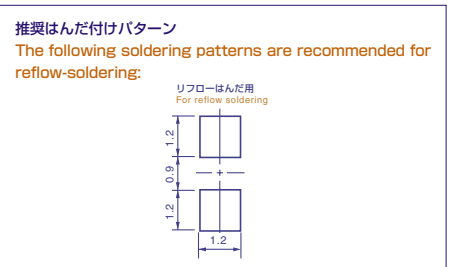 推奨はんだ付けパターン
The following soldering patterns are recommended for
reflow-soldering:
リフローはんだ用
For reflow soldering
1.2
0.9
1.2
1.2